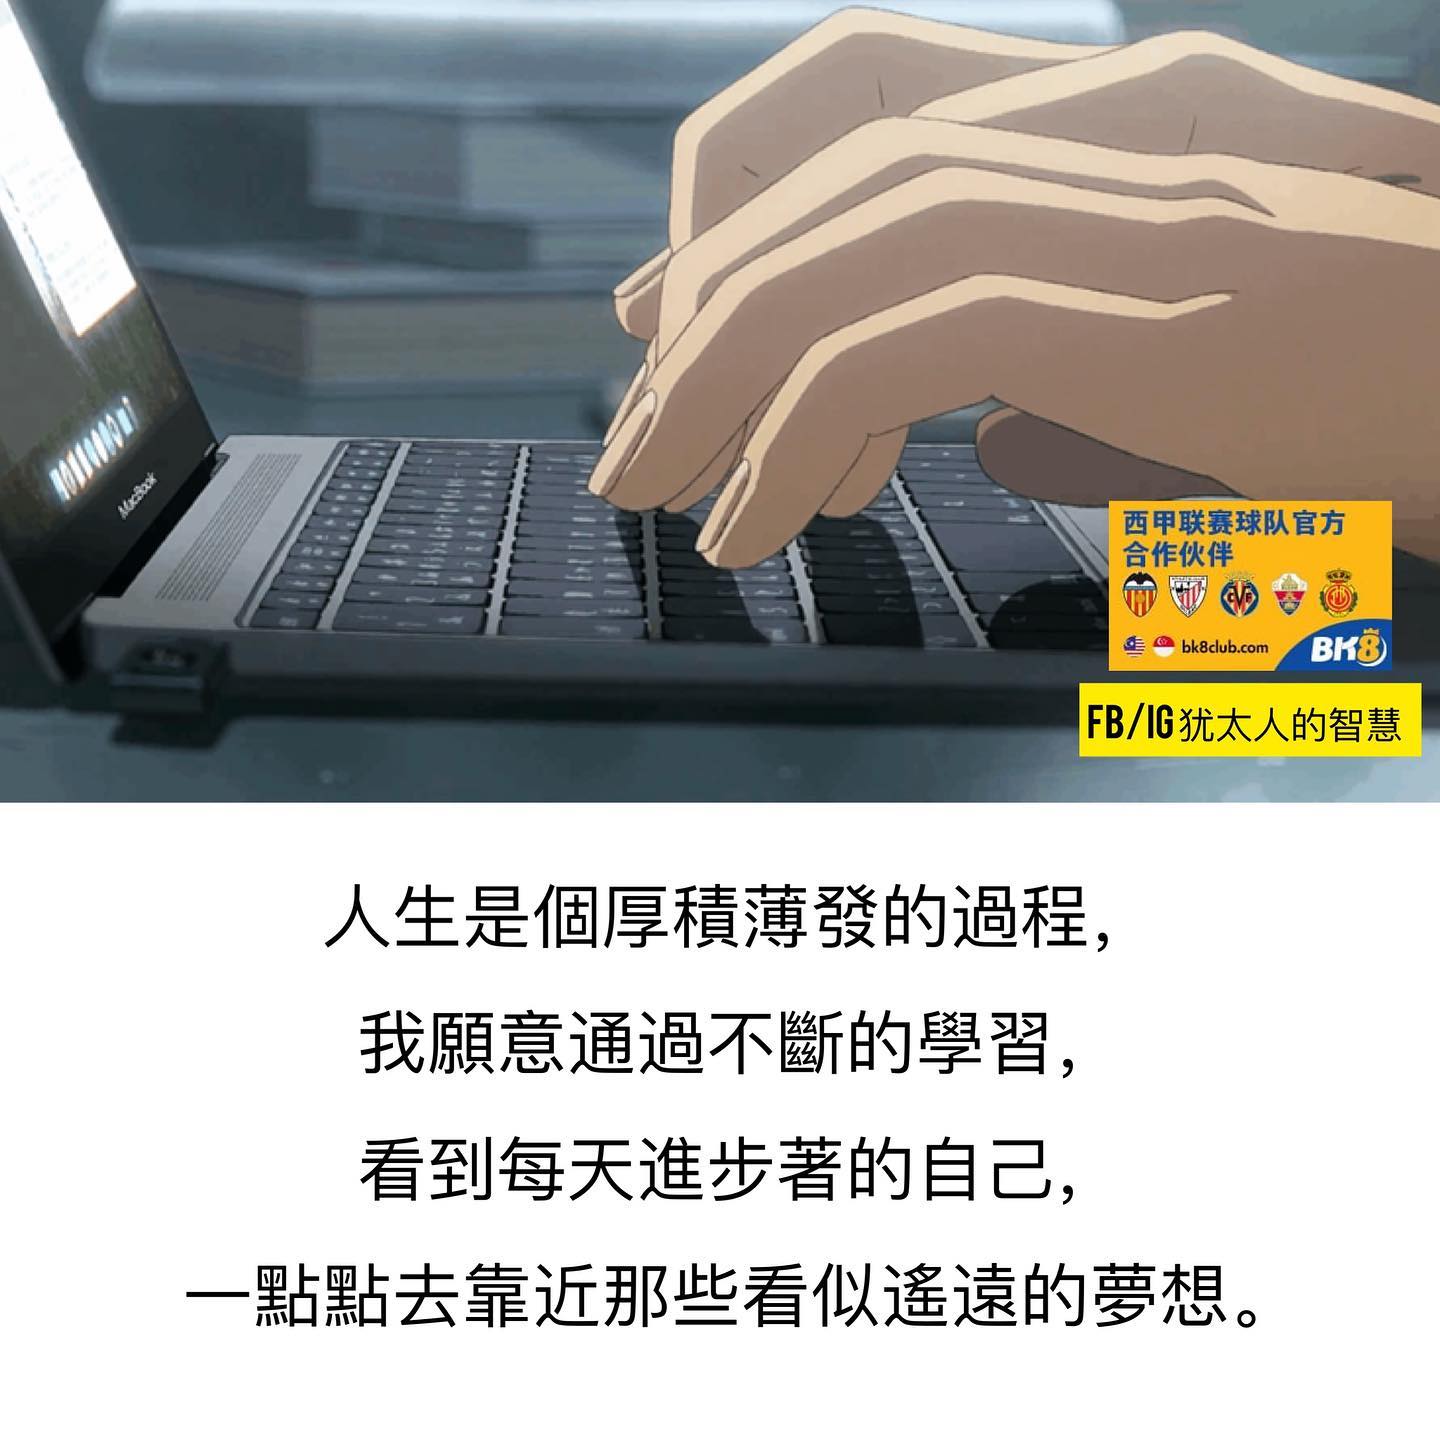 MacBook
西甲联赛球队官方
合作伙伴
bk8club.com
BK8
FB/IG犹太人的智慧
人生是個厚積薄發的過程,
我願意通過不斷的學習,
看到每天進步著的自己,
一點點去靠近那些看似遙遠的夢想。